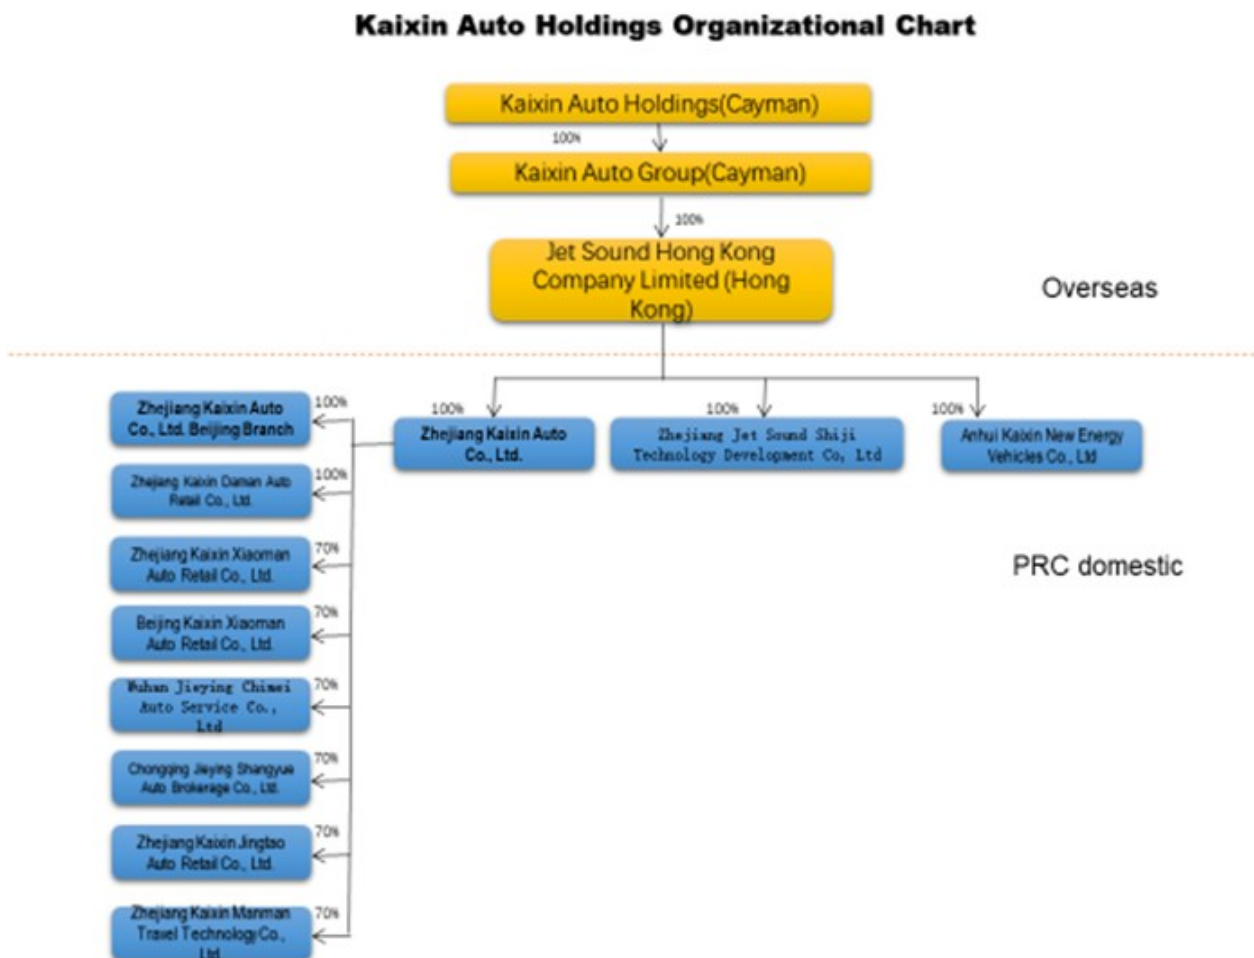 Kaixin Auto Holdings Organizational Chart
Kaixin Auto Holdings(Cayman)
100%
Kaixin Auto Group(Cayman)
100%
Jet Sound Hong Kong
Company Limited (Hong
Kong)
Overseas
100%
Zhejiang Kaixin Auto
Co., Ltd.
100%
Zhejiang Jet Sound Shiji
Technology Development Co, Ltd
100%
Anhui Kaixin New Energy
Vehicles Co., Ltd
PRC domestic
Zhejiang Kaixin Auto
Co., Ltd. Beijing Branch
100%
Zhejiang Kaixin Daman Auto
Retail Co., Ltd.
100%
Zhejiang Kaixin Xiaoman
Auto Retail Co., Ltd.
70%
Beijing Kaixin Xiaoman
Auto Retail Co., Ltd.
70%
Wuhan Jieying Chimei
Auto Service Co.,
Ltd
70%
Chongqing Jieying Shangyue
Auto Brokerage Co., Ltd.
70%
Zhejiang Kaixin Jingtao
Auto Retail Co., Ltd.
70%
Zhejiang Kaixin Manman
Travel Technology Co.,
Ltd.
70%